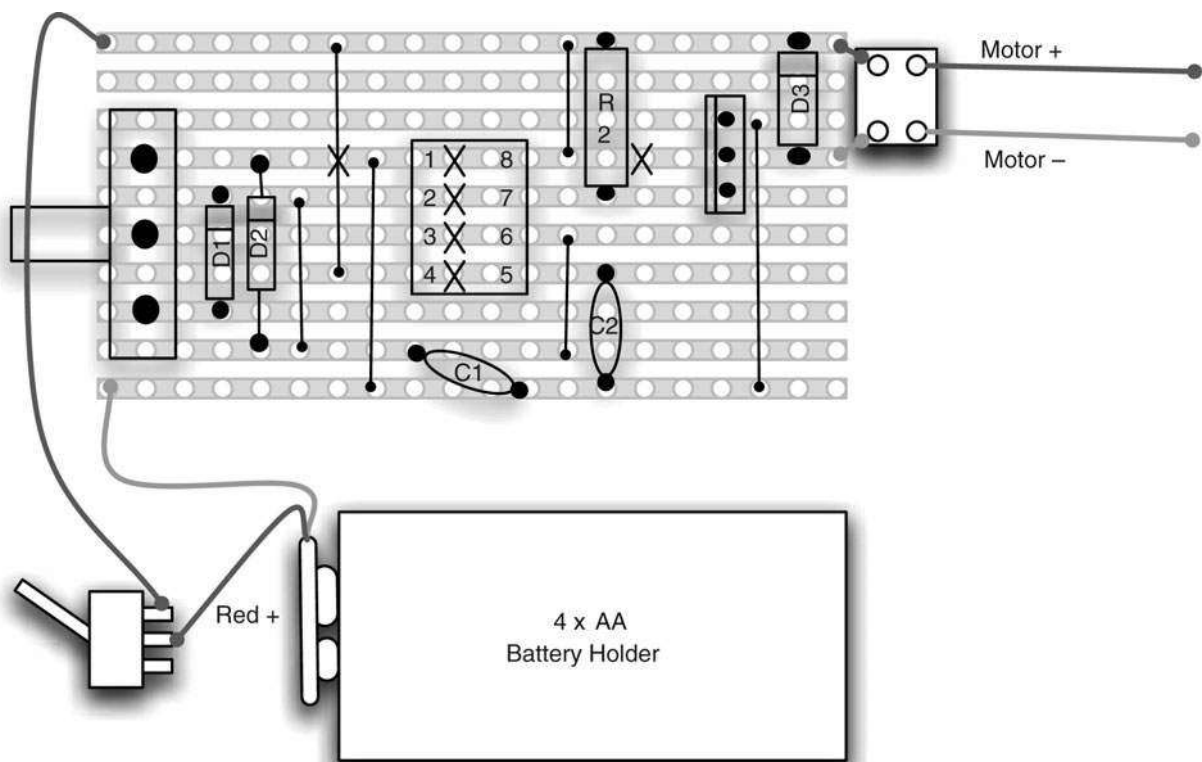 Motor +
R
2
D3
1 8
Motor –
2 7
D1
D2
3 6
4 5
C2
C1
Red +
4 x AA
Battery Holder